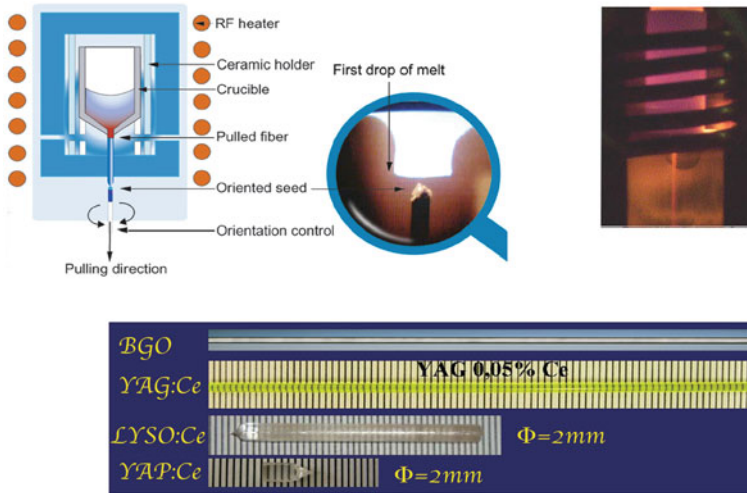 RF heater
Ceramic holder
Crucible
Pulled fiber
Oriented seed
Orientation control
Pulling direction
First drop of melt
BGO
YAG:Ce
YAG 0,05% Ce
LYSO:Ce
Φ=2mm
YAP:Ce
Φ=2mm